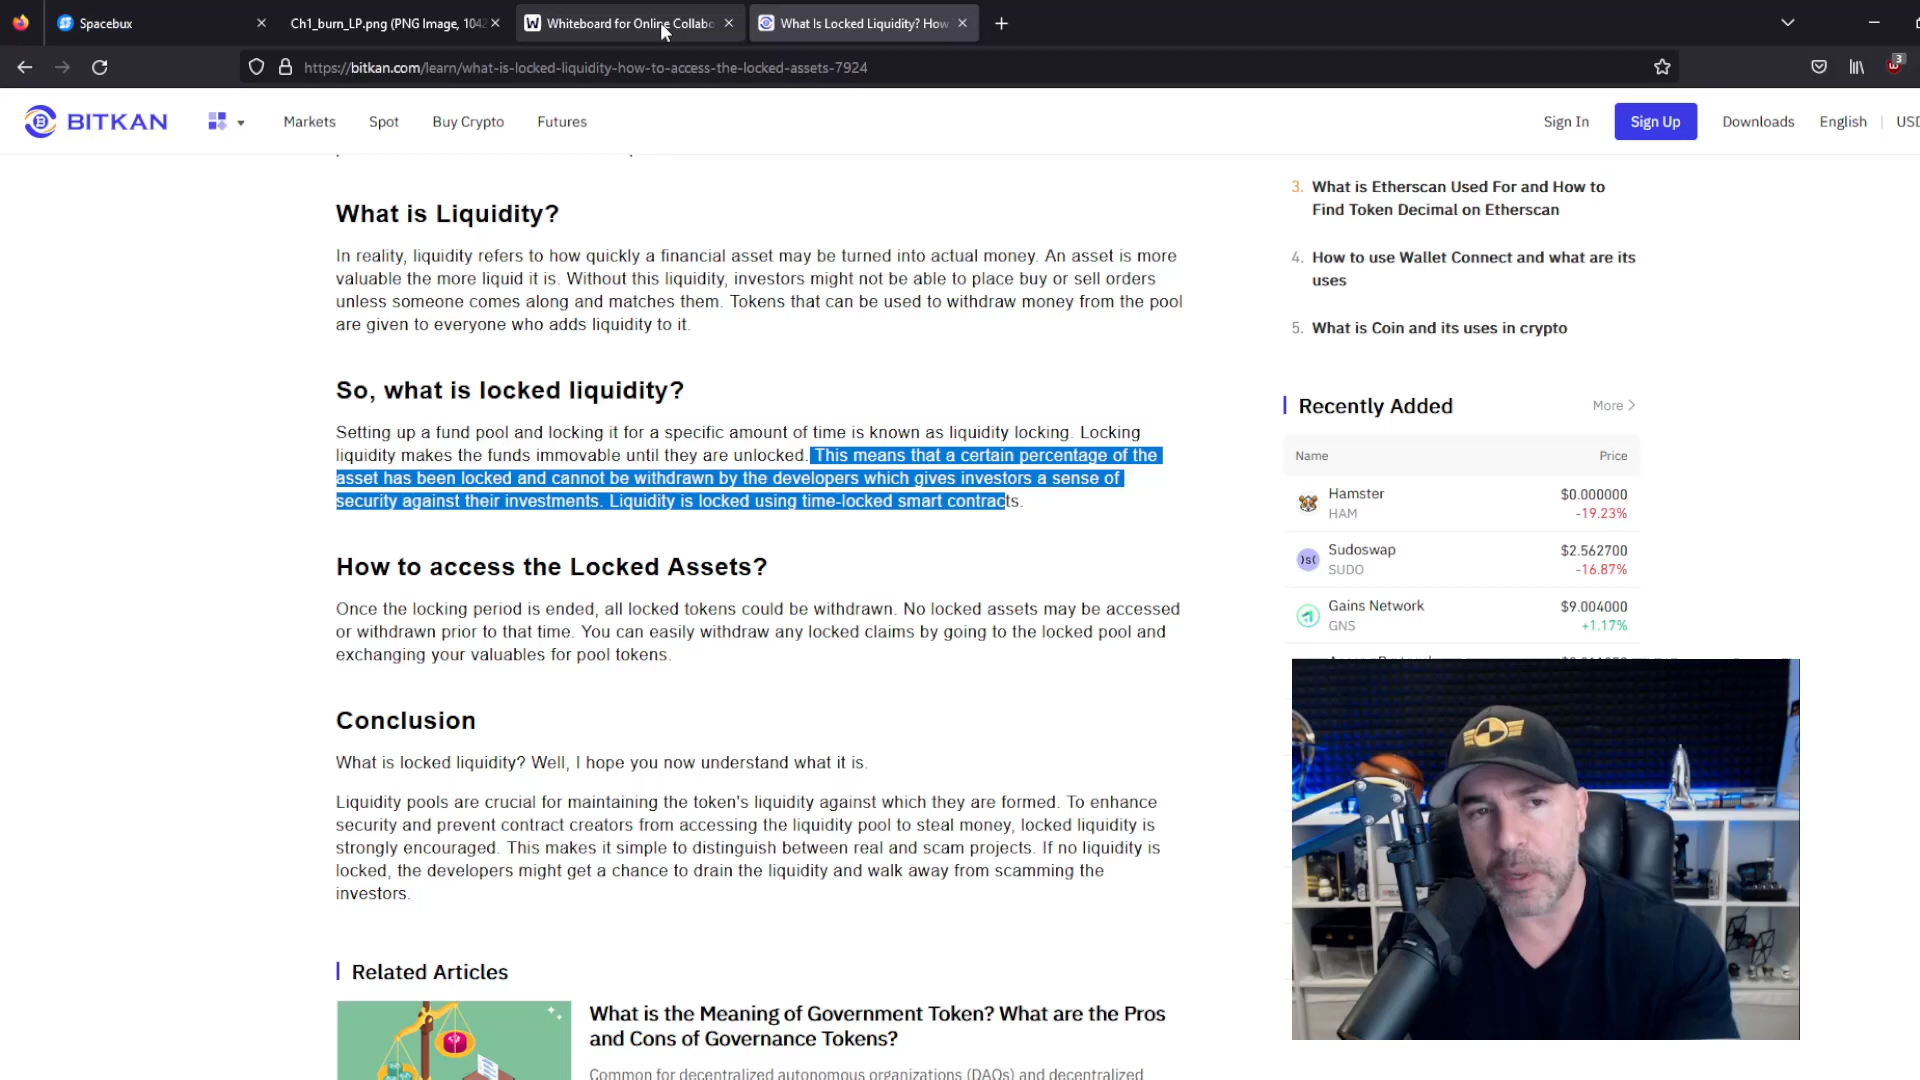 Spacebux
Ch1_burn_LP.png (PNG Image, 1042
Whiteboard for Online Collabo
What Is Locked Liquidity? How
https://bitkan.com/learn/what-is-locked-liquidity-how-to-access-the-locked-assets-7924
3
BITKAN
Markets
Spot
Buy Crypto
Futures
Sign In
Sign Up
Downloads
English
USD
What is Liquidity?
In reality, liquidity refers to how quickly a financial asset may be turned into actual money. An asset is more
valuable the more liquid it is. Without this liquidity, investors might not be able to place buy or sell orders
unless someone comes along and matches them. Tokens that can be used to withdraw money from the pool
are given to everyone who adds liquidity to it.
So, what is locked liquidity?
Setting up a fund pool and locking it for a specific amount of time is known as liquidity locking. Locking
liquidity makes the funds immovable until they are unlocked. This means that a certain percentage of the
asset has been locked and cannot be withdrawn by the developers which gives investors a sense of
security against their investments. Liquidity is locked using time-locked smart contracts.
How to access the Locked Assets?
Once the locking period is ended, all locked tokens could be withdrawn. No locked assets may be accessed
or withdrawn prior to that time. You can easily withdraw any locked claims by going to the locked pool and
exchanging your valuables for pool tokens.
Conclusion
What is locked liquidity? Well, I hope you now understand what it is.
Liquidity pools are crucial for maintaining the token's liquidity against which they are formed. To enhance
security and prevent contract creators from accessing the liquidity pool to steal money, locked liquidity is
strongly encouraged. This makes it simple to distinguish between real and scam projects. If no liquidity is
locked, the developers might get a chance to drain the liquidity and walk away from scamming the
investors.
Related Articles
What is the Meaning of Government Token? What are the Pros
and Cons of Governance Tokens?
Common for decentralized autonomous organizations (DAOs) and decentralized
3. What is Etherscan Used For and How to
Find Token Decimal on Etherscan
4. How to use Wallet Connect and what are its
uses
5. What is Coin and its uses in crypto
Recently Added
More >
Name
Price
Hamster
$0.000000
HAM
-19.23%
Sudoswap
$2.562700
SUDO
-16.87%
Gains Network
$9.004000
GNS
+1.17%